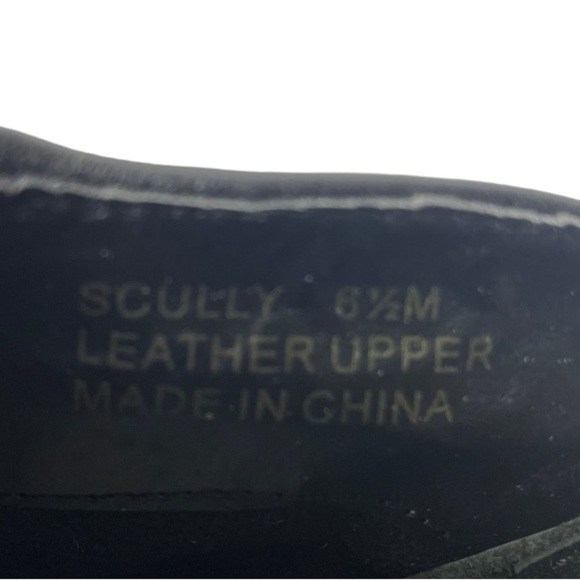 SCULLY 6½M
LEATHER UPPER
MADE IN CHINA